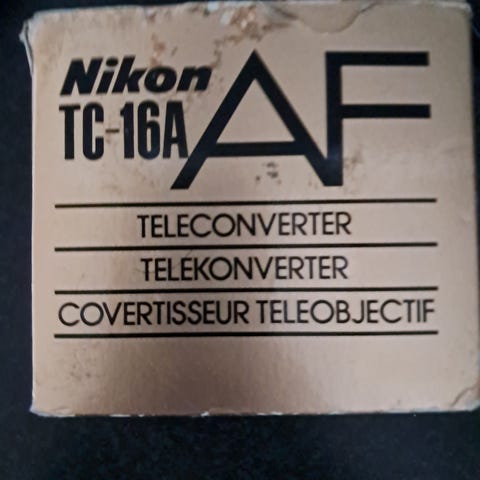 Nikon AF
TC-16A
TELECONVERTER
TELEKONVERTER
COVERTISSEUR TELEOBJECTIF